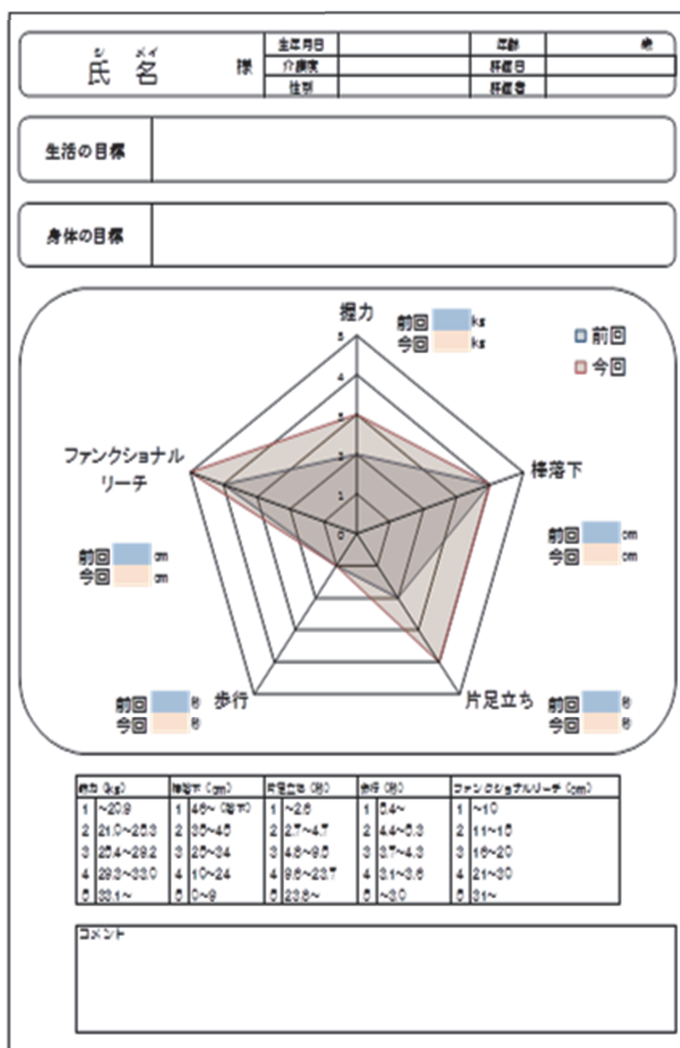 シ メイ
氏 名 様
生年月日 年齢 歳
介護度
性別
生活の目標
身体の目標
握力
前回 kg
今回 kg
前回
今回
5
4
3
2
1
0
ファンクショナル
リーチ
棒落下
前回 cm
今回 cm
前回 cm
今回 cm
歩行
片足立ち
前回 秒
今回 秒
前回 秒
今回 秒
握力 (kg) 棒落下 (cm) 片足立ち (秒) 歩行 (秒) ファンクショナルリーチ (cm)
1 ~20.9 1 46~ (落下) 1 ~2.6 1 5.4~ 1 ~10
2 21.0~25.3 2 35~45 2 2.7~4.7 2 4.4~5.3 2 11~15
3 25.4~29.2 3 25~34 3 4.8~9.5 3 3.7~4.3 3 16~20
4 29.3~33.0 4 10~24 4 9.6~23.7 4 3.1~3.6 4 21~30
5 33.1~ 5 0~9 5 23.8~ 5 ~3.0 5 31~
コメント